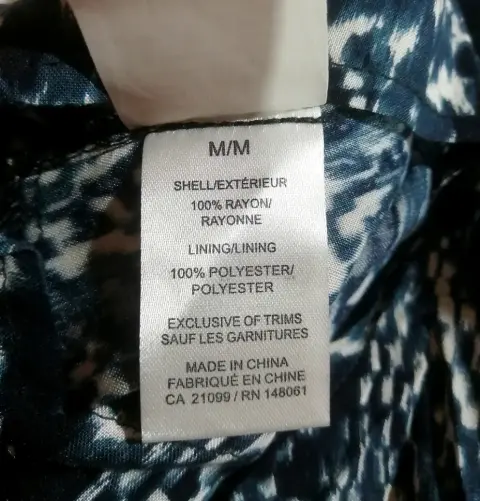 M/M
SHELL/EXTÉRIEUR
100% RAYON/
RAYONNE
LINING/LINING
100% POLYESTER/
POLYESTER
EXCLUSIVE OF TRIMS
SAUF LES GARNITURES
MADE IN CHINA
FABRIQUÉ EN CHINE
CA 21099 / RN 148061